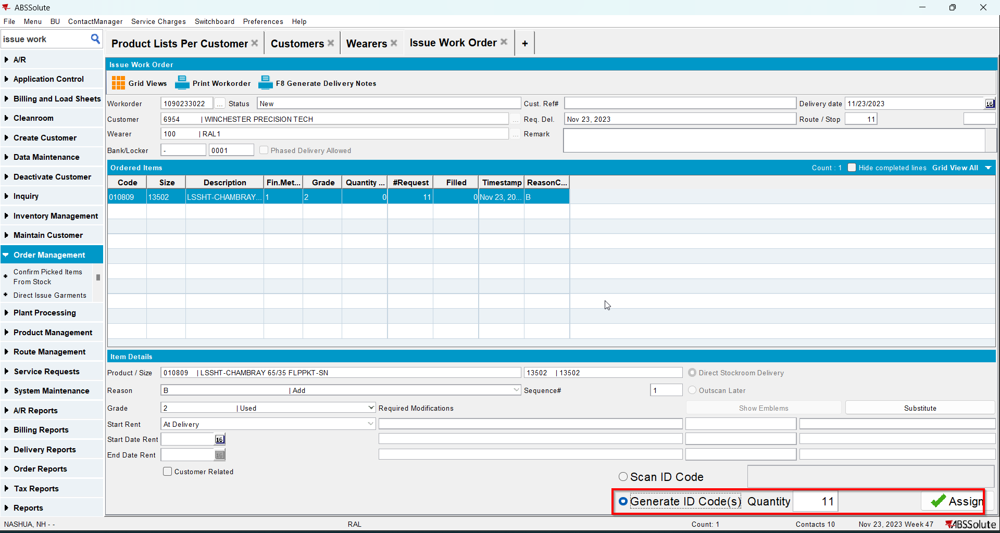 ABSSolute
File Menu BU ContactManager Service Charges Switchboard Preferences Help
issue work
Product Lists Per Customer Customers Wearers Issue Work Order +
A/R
Application Control
Billing and Load Sheets
Cleanroom
Create Customer
Data Maintenance
Deactivate Customer
Inquiry
Inventory Management
Maintain Customer
Order Management
Confirm Picked Items
From Stock
Direct Issue Garments
Plant Processing
Product Management
Route Management
Service Requests
System Maintenance
A/R Reports
Billing Reports
Delivery Reports
Order Reports
Tax Reports
Reports
Issue Work Order
Grid Views Print Workorder F8 Generate Delivery Notes
Workorder 1090233022 ... Status New Cust. Ref# Delivery date 11/23/2023 16
Customer 6954 | WINCHESTER PRECISION TECH ... Req. Del. Nov 23, 2023 Route / Stop 11
Wearer 100 | RAL1 ... Remark
Bank/Locker - 0001 Phased Delivery Allowed
Ordered Items Count : 1 Hide completed lines Grid View All
Code Size Description Fin.Met... Grade Quantity ... #Request Filled Timestamp ReasonC...
010809 13502 LSSHT-CHAMBRAY... 1 2 0 11 0 Nov 23, 20... B
Item Details
Product / Size 010809 | LSSHT-CHAMBRAY 65/35 FLPPKT-SN 13502 | 13502 Direct Stockroom Delivery
Reason B | Add Sequence# 1 Outscan Later
Grade 2 | Used Required Modifications Show Emblems Substitute
Start Rent At Delivery
Start Date Rent 16
End Date Rent 16
Customer Related
Scan ID Code
Generate ID Code(s) Quantity 11 Assign
NASHUA, NH - - RAL Count: 1 Contacts 10 Nov 23, 2023 Week 47 ABSSolute